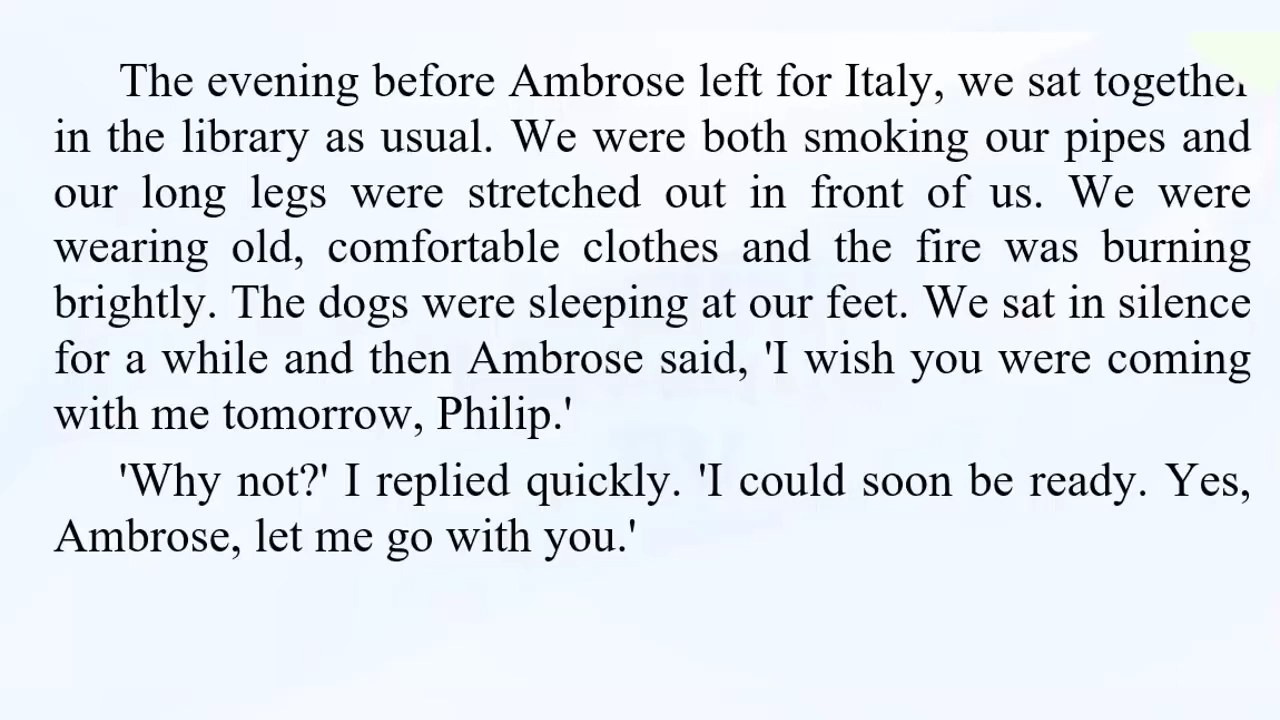 The evening before Ambrose left for Italy, we sat together
in the library as usual. We were both smoking our pipes and
our long legs were stretched out in front of us. We were
wearing old, comfortable clothes and the fire was burning
brightly. The dogs were sleeping at our feet. We sat in silence
for a while and then Ambrose said, 'I wish you were coming
with me tomorrow, Philip.'
'Why not?' I replied quickly. 'I could soon be ready. Yes,
Ambrose, let me go with you.'